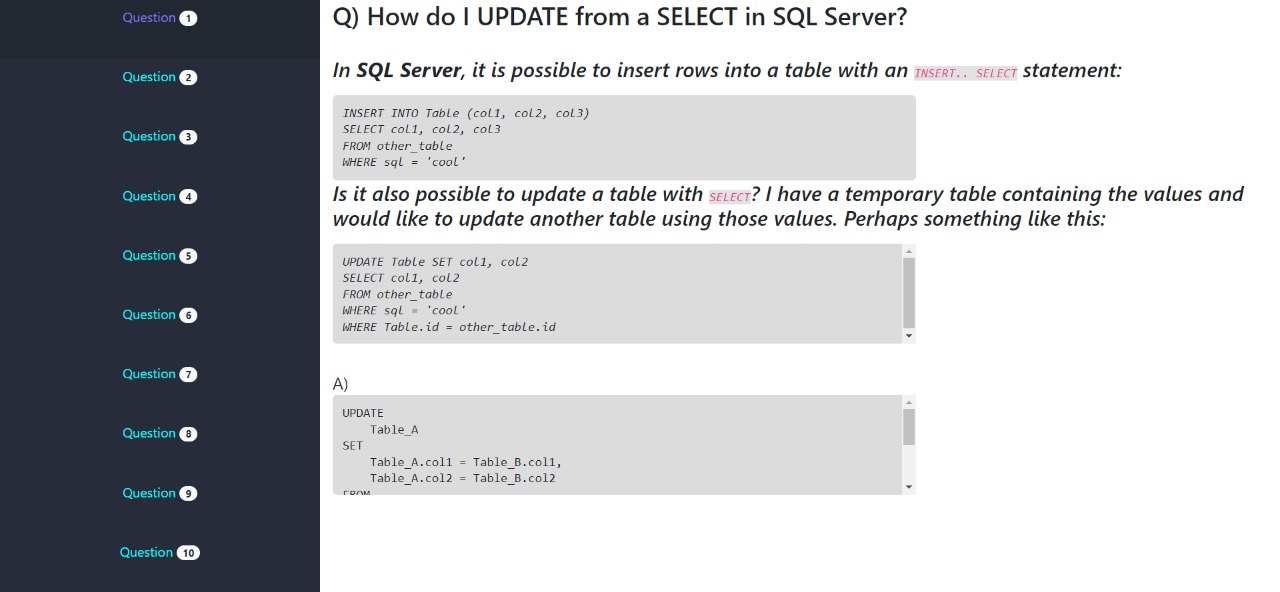 Question 1
Question 2
Question 3
Question 4
Question 5
Question 6
Question 7
Question 8
Question 9
Question 10
Q) How do I UPDATE from a SELECT in SQL Server?
In SQL Server, it is possible to insert rows into a table with an INSERT.. SELECT statement:
INSERT INTO Table (col1, col2, col3)
SELECT col1, col2, col3
FROM other_table
WHERE sql = 'cool'
Is it also possible to update a table with SELECT? I have a temporary table containing the values and
would like to update another table using those values. Perhaps something like this:
UPDATE Table SET col1, col2
SELECT col1, col2
FROM other_table
WHERE sql = 'cool'
WHERE Table.id = other_table.id
A)
UPDATE
Table_A
SET
Table_A.col1 = Table_B.col1,
Table_A.col2 = Table_B.col2
FROM